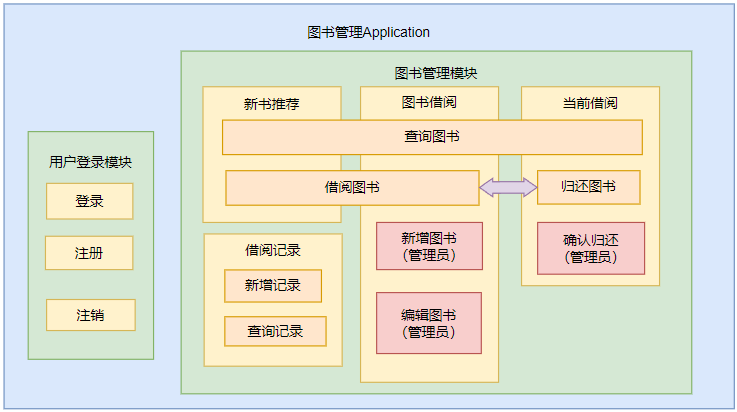 图书管理Application
图书管理模块
新书推荐
图书借阅
当前借阅
查询图书
用户登录模块
借阅图书
归还图书
登录
新增图书
（管理员）
确认归还
（管理员）
注册
借阅记录
新增记录
编辑图书
（管理员）
注销
查询记录